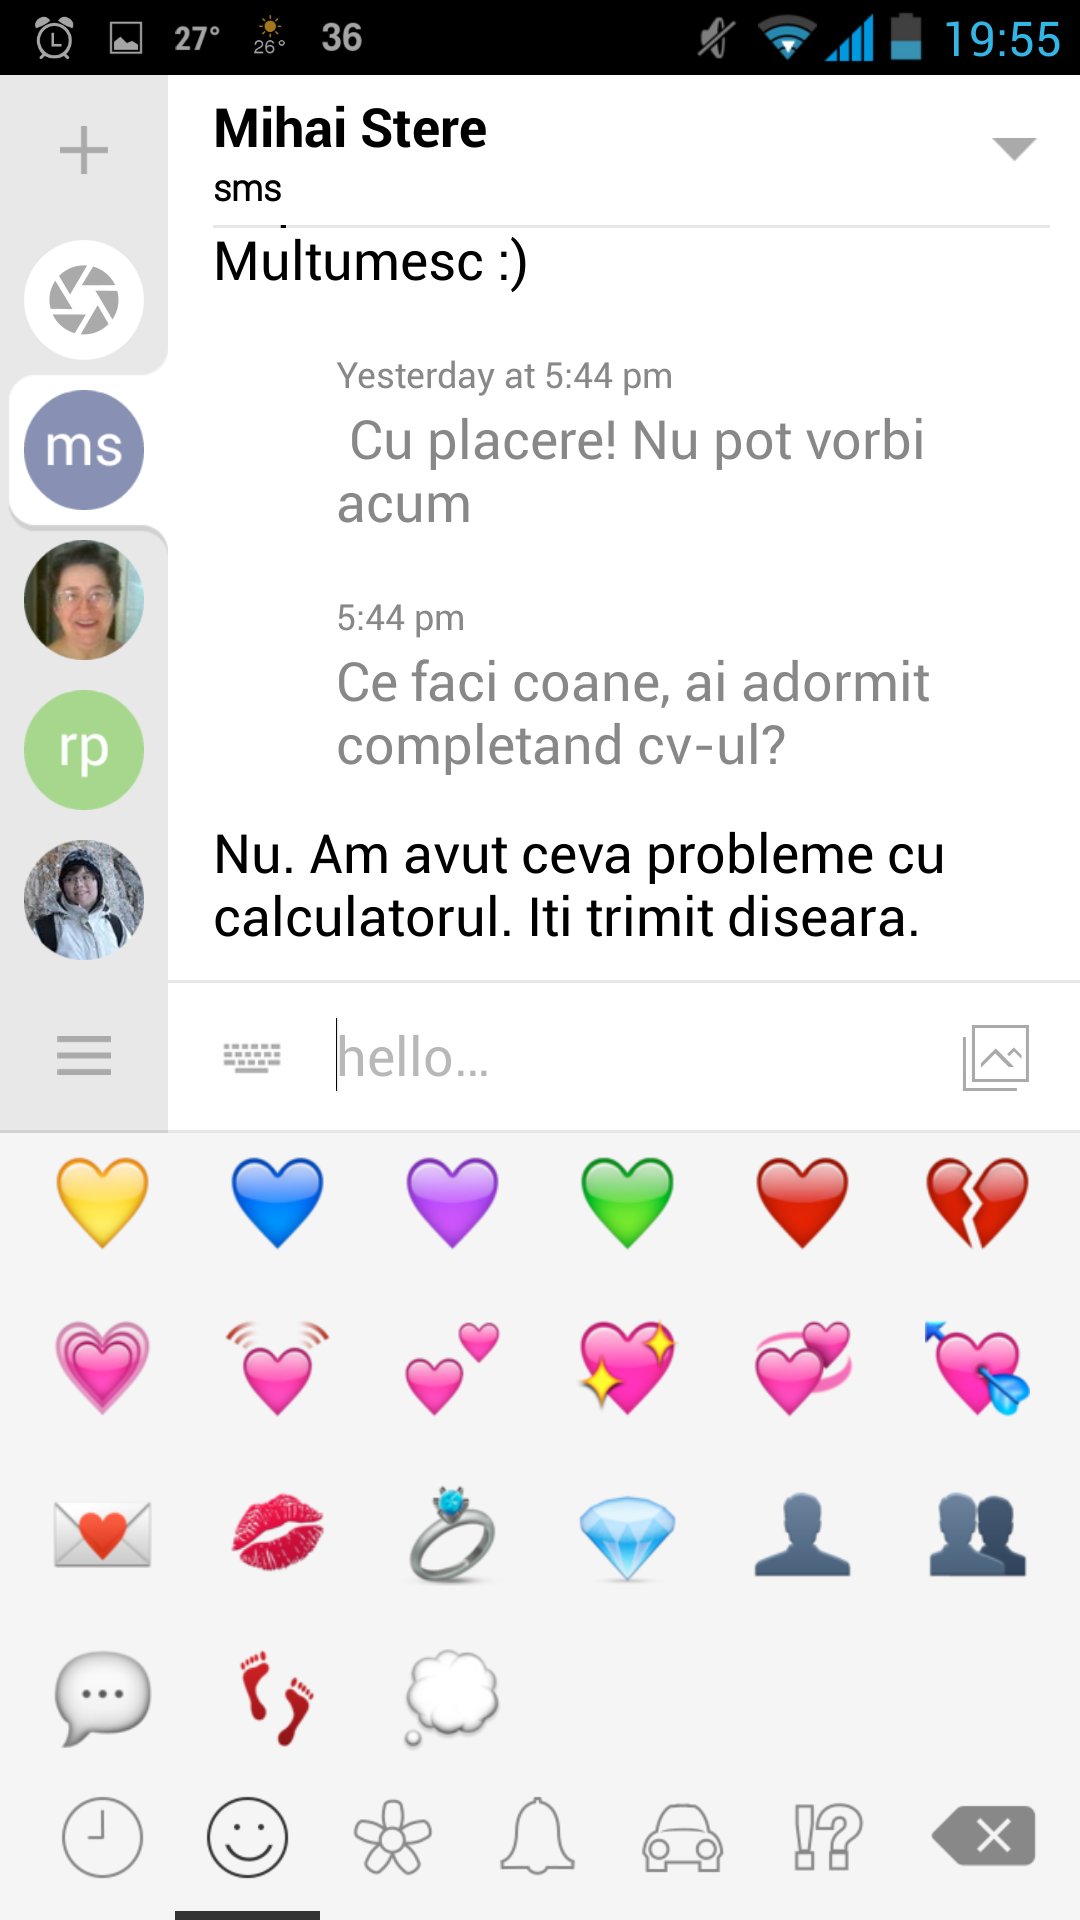 27° 26° 36 19:55
Mihai Stere
sms
Multumesc :)
Yesterday at 5:44 pm
Cu placere! Nu pot vorbi
acum
5:44 pm
Ce faci coane, ai adormit
completand cv-ul?
Nu. Am avut ceva probleme cu
calculatorul. Iti trimit diseara.
ms
rp
hello...
!?